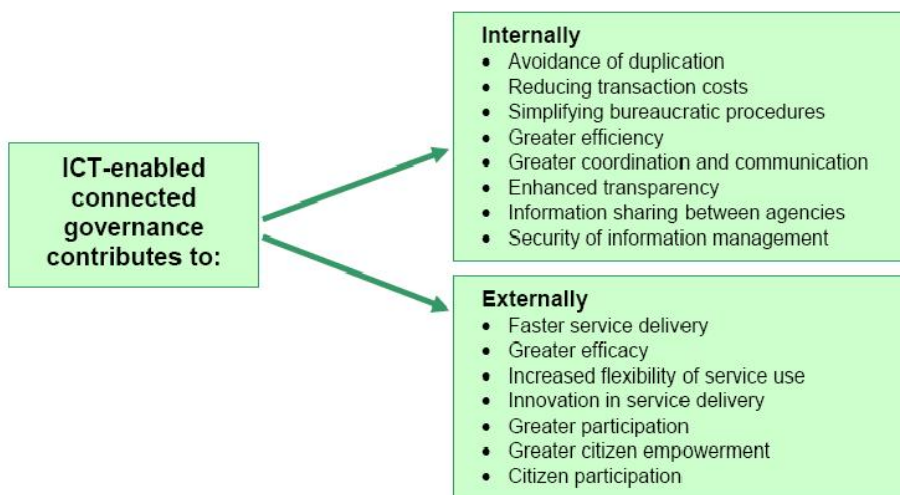 ICT-enabled
connected
governance
contributes to:
Internally
• Avoidance of duplication
• Reducing transaction costs
• Simplifying bureaucratic procedures
• Greater efficiency
• Greater coordination and communication
• Enhanced transparency
• Information sharing between agencies
• Security of information management
Externally
• Faster service delivery
• Greater efficacy
• Increased flexibility of service use
• Innovation in service delivery
• Greater participation
• Greater citizen empowerment
• Citizen participation